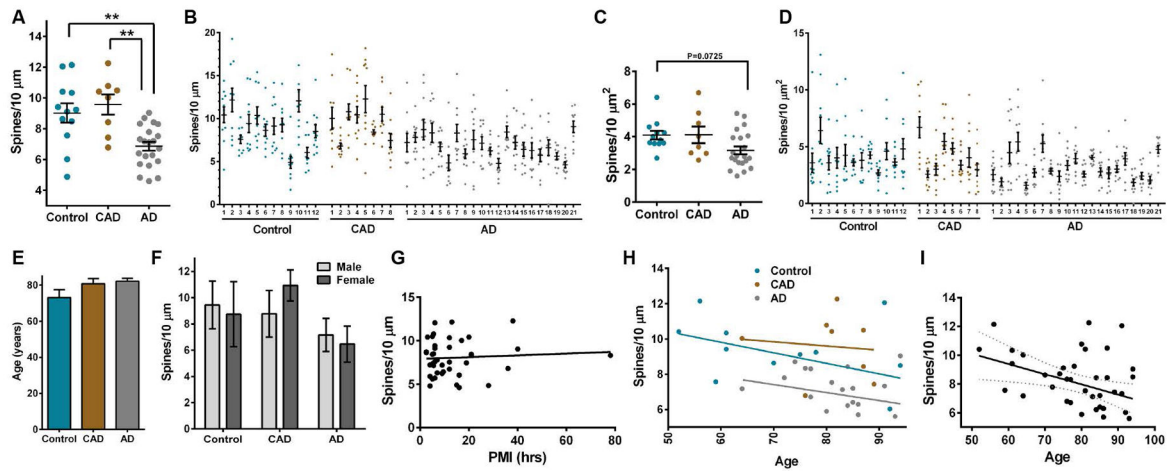 A
**
**
Spines/10 μm
14
12
10
8
6
4
Control CAD AD
B
Spines/10 μm
20
15
10
5
0
1 2 3 4 5 6 7 8 9 10 11 12
1 2 3 4 5 6 7 8
1 2 3 4 5 6 7 8 9 10 11 12 13 14 15 16 17 18 19 20 21
Control CAD AD
C
P=0.0725
Spines/10 μm²
8
6
4
2
0
Control CAD AD
D
Spines/10 μm²
15
10
5
0
1 2 3 4 5 6 7 8 9 10 11 12
1 2 3 4 5 6 7 8
1 2 3 4 5 6 7 8 9 10 11 12 13 14 15 16 17 18 19 20 21
Control CAD AD
E
Age (years)
80
60
40
20
0
Control CAD AD
F
Male
Female
Spines/10 μm
12
10
8
6
4
2
0
Control CAD AD
G
Spines/10 μm
15
10
5
0
0 20 40 60 80
PMI (hrs)
H
Control
CAD
AD
Spines/10 μm
14
12
10
8
6
60 70 80 90
Age
I
Spines/10 μm
14
12
10
8
6
50 60 70 80 90 100
Age